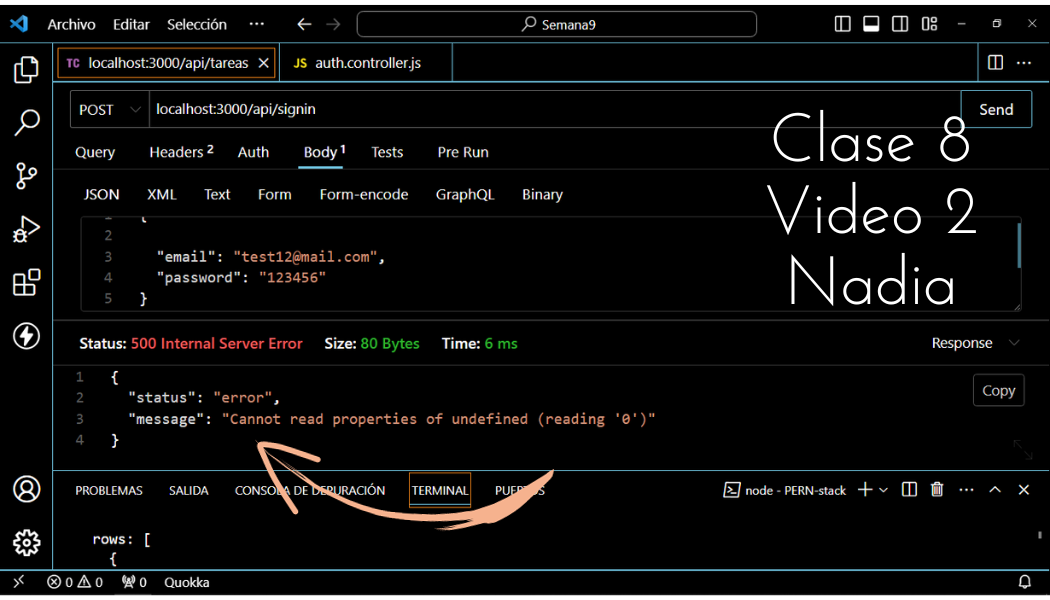 Archivo Editar Selección ··· Semana9
TC localhost:3000/api/tareas JS auth.controller.js
POST localhost:3000/api/signin Send
Query Headers 2 Auth Body 1 Tests Pre Run
JSON XML Text Form Form-encode GraphQL Binary
Clase 8
Video 2
Nadia
2
3 "email": "test12@mail.com",
4 "password": "123456"
5 }
Status: 500 Internal Server Error Size: 80 Bytes Time: 6 ms Response
1 {
2 "status": "error",
3 "message": "Cannot read properties of undefined (reading '0')"
4 }
Copy
PROBLEMAS SALIDA CONSOLA DE DEPURACIÓN TERMINAL PUERTOS node - PERN-stack
rows: [
{
0 0 0 Quokka